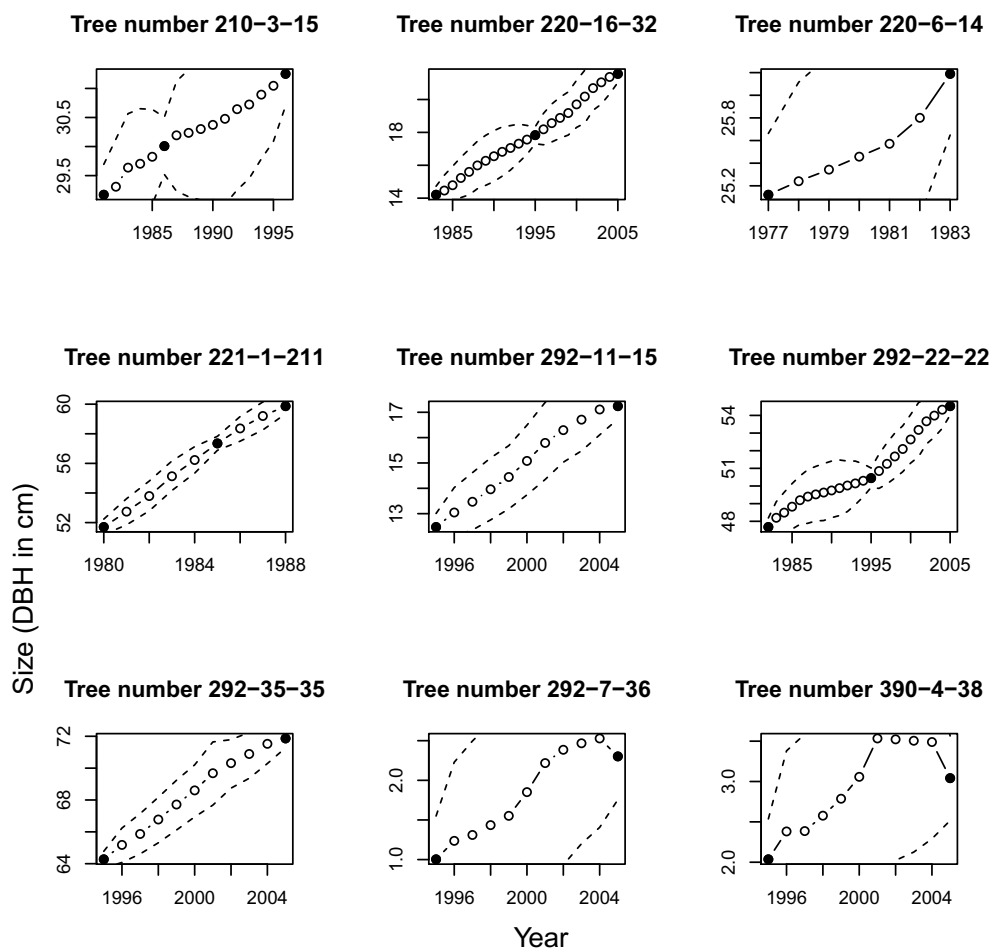 Tree number 210−3−15
Tree number 220−16−32
Tree number 220−6−14
29.5 30.5
1985 1990 1995
14 18
1985 1995 2005
25.2 25.8
1977 1979 1981 1983
Tree number 221−1−211
Tree number 292−11−15
Tree number 292−22−22
52 56 60
1980 1984 1988
13 15 17
1996 2000 2004
48 51 54
1985 1995 2005
Tree number 292−35−35
Tree number 292−7−36
Tree number 390−4−38
64 68 72
1996 2000 2004
1.0 2.0
1996 2000 2004
2.0 3.0
1996 2000 2004
Size (DBH in cm)
Year